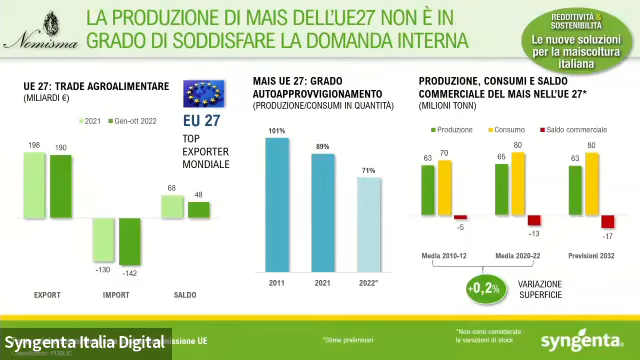 Nomisma
LA PRODUZIONE DI MAIS DELL'UE27 NON È IN
GRADO DI SODDISFARE LA DOMANDA INTERNA
REDDITIVITÀ &
SOSTENIBILITÀ
Le nuove soluzioni
per la maiscoltura
italiana
UE 27: TRADE AGROALIMENTARE
(MILIARDI €)
2021 Gen-ott 2022
198
190
-130
-142
68
48
EXPORT IMPORT SALDO
EU 27
TOP
EXPORTER
MONDIALE
MAIS UE 27: GRADO
AUTOAPPROVVIGIONAMENTO
(PRODUZIONE/CONSUMI IN QUANTITÀ)
101%
89%
71%
2011 2021 2022*
*Stime preliminari
PRODUZIONE, CONSUMI E SALDO
COMMERCIALE DEL MAIS NELL'UE 27*
(MILIONI TONN)
Produzione Consumo Saldo commerciale
63 70 -5
65 80 -13
63 80 -17
Media 2010-12 Media 2020-22 Previsioni 2032
+0,2%
VARIAZIONE
SUPERFICIE
*Non sono considerate
le variazioni di stock
syngenta
Syngenta Italia Digital
missione UE
Classification: PUBLIC